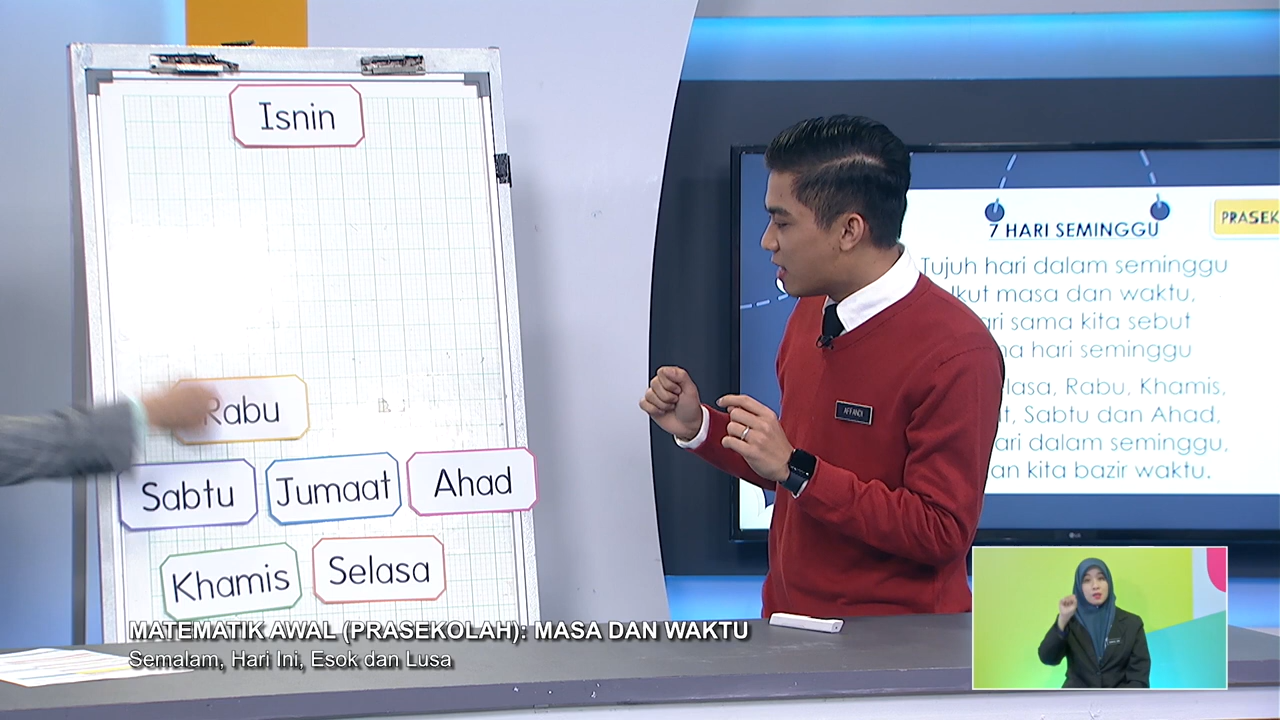 Isnin
Rabu
Sabtu Jumaat Ahad
Khamis Selasa
7 HARI SEMINGGU
Tujuh hari dalam seminggu
masa dan waktu,
sama kita sebut
hari seminggu
Rabu, Khamis,
Sabtu dan Ahad,
dalam seminggu,
kita bazir waktu.
AFFANDI
LG
MATEMATIK AWAL (PRASEKOLAH): MASA DAN WAKTU
Semalam, Hari Ini, Esok dan Lusa